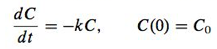 dC/dt = −kC,    C(0) = C₀